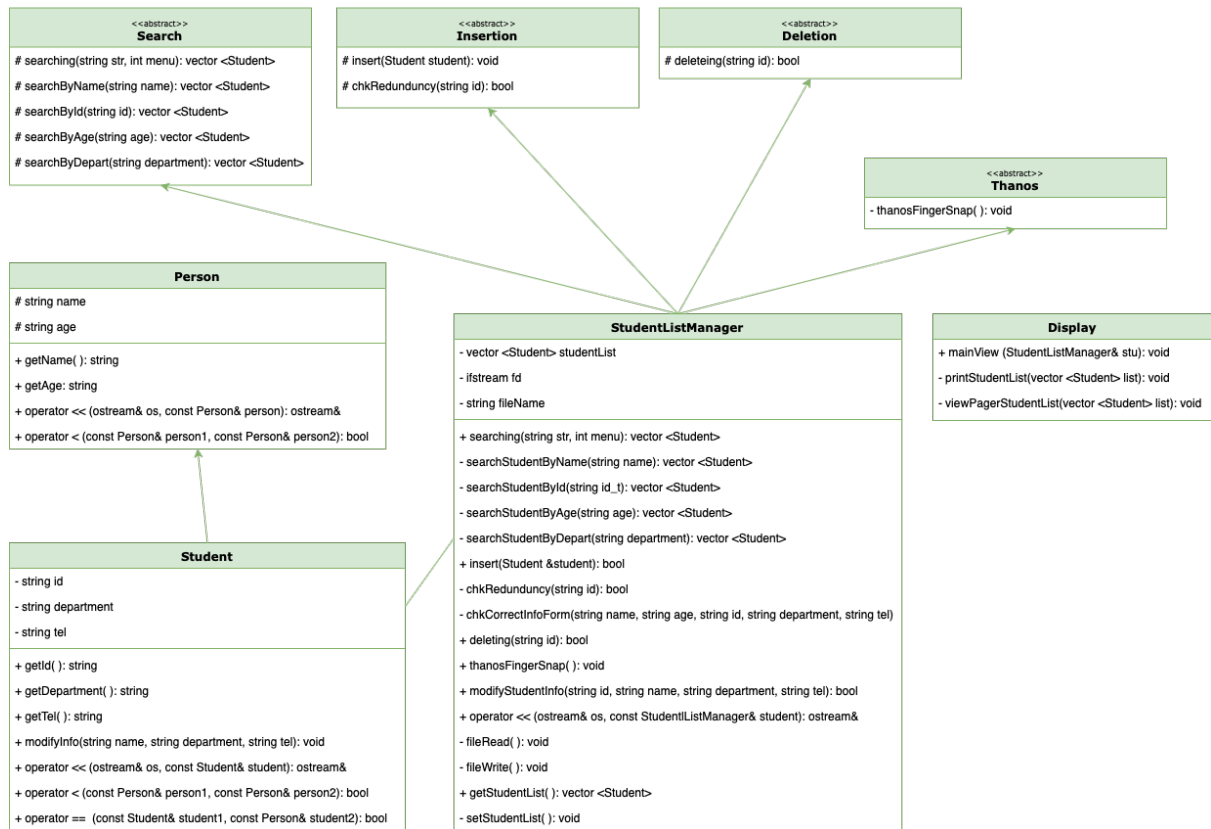 <<abstract>>
Search
# searching(string str, int menu): vector <Student>
# searchByName(string name): vector <Student>
# searchById(string id): vector <Student>
# searchByAge(string age): vector <Student>
# searchByDepart(string department): vector <Student>
<<abstract>>
Insertion
# insert(Student student): void
# chkRedunduncy(string id): bool
<<abstract>>
Deletion
# deleteing(string id): bool
<<abstract>>
Thanos
- thanosFingerSnap( ): void
Person
# string name
# string age
+ getName( ): string
+ getAge: string
+ operator << (ostream& os, const Person& person): ostream&
+ operator < (const Person& person1, const Person& person2): bool
StudentListManager
- vector <Student> studentList
- ifstream fd
- string fileName
+ searching(string str, int menu): vector <Student>
- searchStudentByName(string name): vector <Student>
- searchStudentById(string id_t): vector <Student>
- searchStudentByAge(string age): vector <Student>
- searchStudentByDepart(string department): vector <Student>
+ insert(Student &student): bool
- chkRedunduncy(string id): bool
- chkCorrectInfoForm(string name, string age, string id, string department, string tel)
+ deleting(string id): bool
+ thanosFingerSnap( ): void
+ modifyStudentInfo(string id, string name, string department, string tel): bool
+ operator << (ostream& os, const StudentlListManager& student): ostream&
- fileRead( ): void
- fileWrite( ): void
+ getStudentList( ): vector <Student>
- setStudentList( ): void
Display
+ mainView (StudentListManager& stu): void
- printStudentList(vector <Student> list): void
- viewPagerStudentList(vector <Student> list): void
Student
- string id
- string department
- string tel
+ getId( ): string
+ getDepartment( ): string
+ getTel( ): string
+ modifyInfo(string name, string department, string tel): void
+ operator << (ostream& os, const Student& student): ostream&
+ operator < (const Person& person1, const Person& person2): bool
+ operator == (const Student& student1, const Person& student2): bool